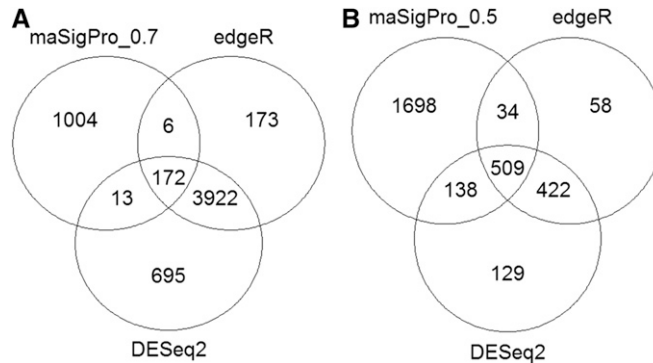 A
B
maSigPro_0.7
edgeR
maSigPro_0.5
edgeR
1004
6
173
1698
34
58
172
509
13
3922
138
422
695
129
DESeq2
DESeq2